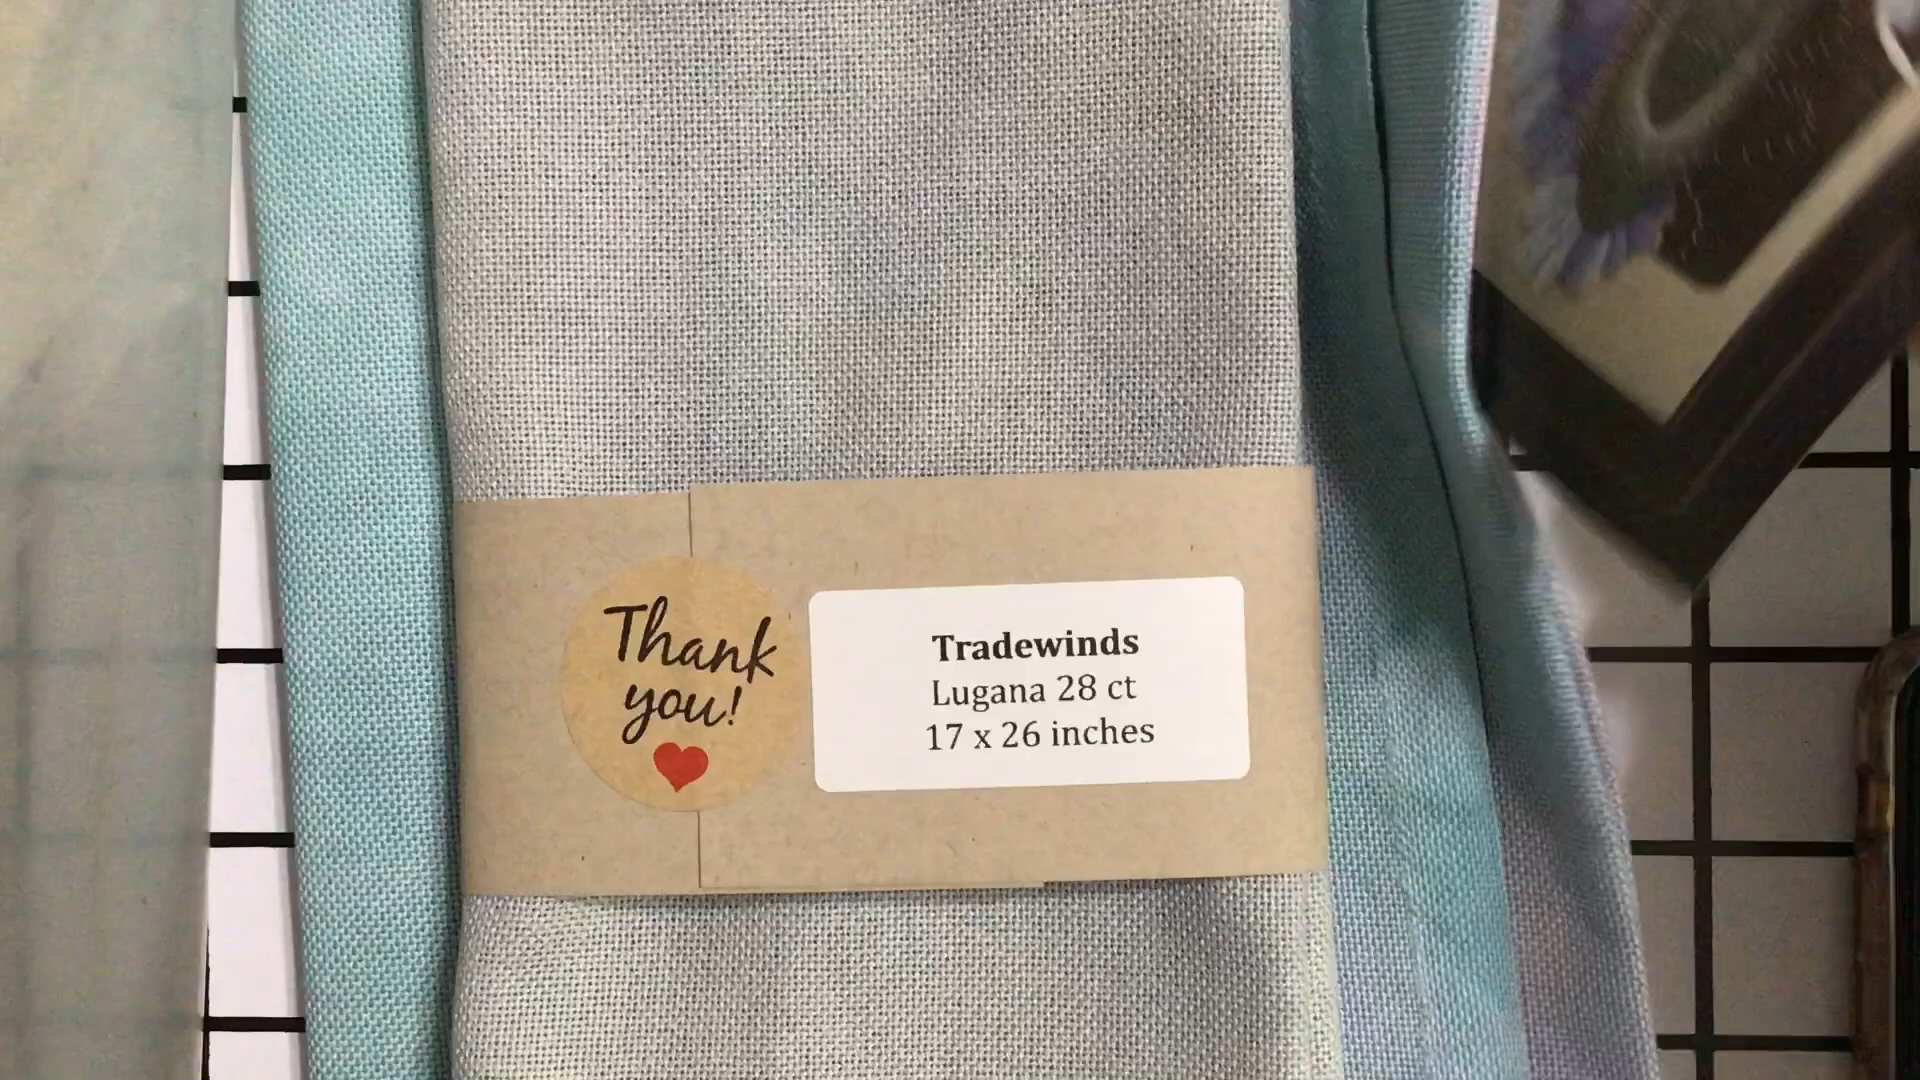 Thank
you!
Tradewinds
Lugana 28 ct
17 x 26 inches